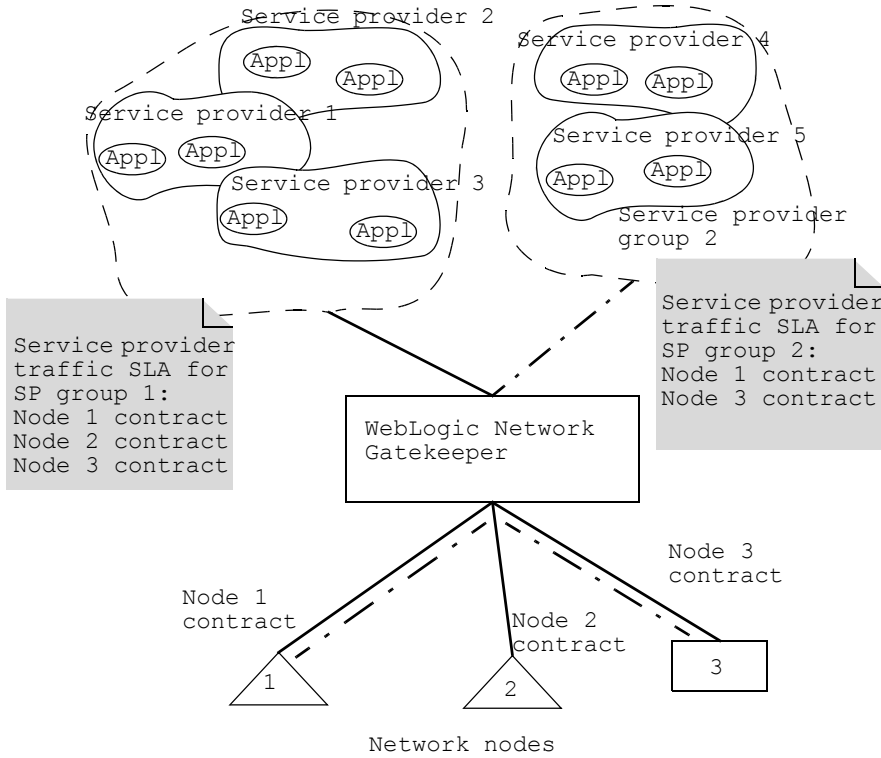 Service provider 2
Appl
Appl
Service provider 1
Appl
Appl
Service provider 3
Appl
Appl
Service provider 4
Appl
Appl
Service provider 5
Appl
Appl
Service provider
group 2
Service provider
traffic SLA for
SP group 1:
Node 1 contract
Node 2 contract
Node 3 contract
Service provider
traffic SLA for
SP group 2:
Node 1 contract
Node 3 contract
WebLogic Network
Gatekeeper
Node 1
contract
Node 2
contract
Node 3
contract
1
2
3
Network nodes